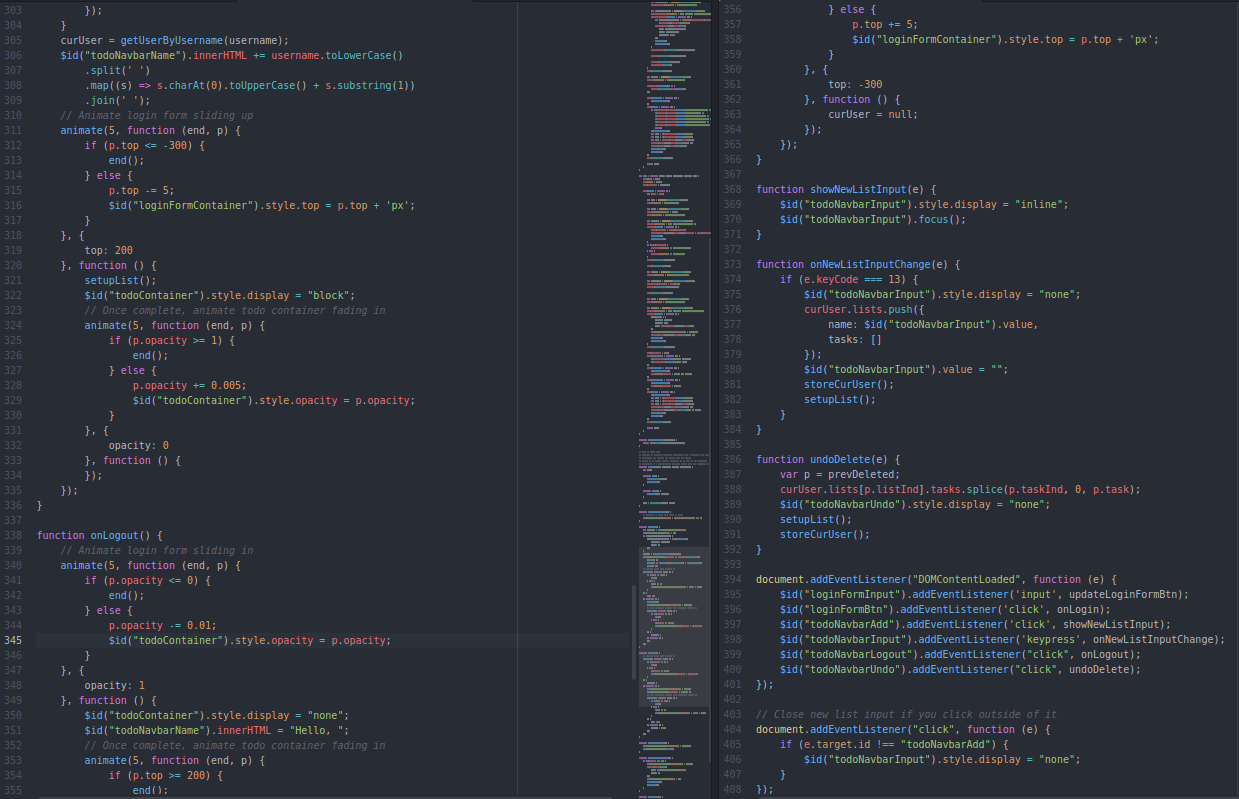 303             });
304         }
305         curUser = getUserByUsername(username);
306         $id("todoNavbarName").innerHTML += username.toLowerCase()
307             .split(' ')
308             .map((s) => s.charAt(0).toUpperCase() + s.substring(1))
309             .join(' ');
310         // Animate login form sliding up
311         animate(5, function (end, p) {
312             if (p.top <= -300) {
313                 end();
314             } else {
315                 p.top -= 5;
316                 $id("loginFormContainer").style.top = p.top + 'px';
317             }
318         }, {
319             top: 200
320         }, function () {
321             setupList();
322             $id("todoContainer").style.display = "block";
323             // Once complete, animate todo container fading in
324             animate(5, function (end, p) {
325                 if (p.opacity >= 1) {
326                     end();
327                 } else {
328                     p.opacity += 0.005;
329                     $id("todoContainer").style.opacity = p.opacity;
330                 }
331             }, {
332                 opacity: 0
333             }, function () {
334             });
335         });
336     }
337
338     function onLogout() {
339         // Animate login form sliding in
340         animate(5, function (end, p) {
341             if (p.opacity <= 0) {
342                 end();
343             } else {
344                 p.opacity -= 0.01;
345                 $id("todoContainer").style.opacity = p.opacity;
346             }
347         }, {
348             opacity: 1
349         }, function () {
350             $id("todoContainer").style.display = "none";
351             $id("todoNavbarName").innerHTML = "Hello, ";
352             // Once complete, animate todo container fading in
353             animate(5, function (end, p) {
354                 if (p.top >= 200) {
355                     end();
356                 } else {
357                     p.top += 5;
358                     $id("loginFormContainer").style.top = p.top + 'px';
359                 }
360             }, {
361                 top: -300
362             }, function () {
363                 curUser = null;
364             });
365         });
366     }
367
368     function showNewListInput(e) {
369         $id("todoNavbarInput").style.display = "inline";
370         $id("todoNavbarInput").focus();
371     }
372
373     function onNewListInputChange(e) {
374         if (e.keyCode === 13) {
375             $id("todoNavbarInput").style.display = "none";
376             curUser.lists.push({
377                 name: $id("todoNavbarInput").value,
378                 tasks: []
379             });
380             $id("todoNavbarInput").value = "";
381             storeCurUser();
382             setupList();
383         }
384     }
385
386     function undoDelete(e) {
387         var p = prevDeleted;
388         curUser.lists[p.listInd].tasks.splice(p.taskInd, 0, p.task);
389         $id("todoNavbarUndo").style.display = "none";
390         setupList();
391         storeCurUser();
392     }
393
394     document.addEventListener("DOMContentLoaded", function (e) {
395         $id("loginFormInput").addEventListener('input', updateLoginFormBtn);
396         $id("loginFormBtn").addEventListener('click', onLogin);
397         $id("todoNavbarAdd").addEventListener('click', showNewListInput);
398         $id("todoNavbarInput").addEventListener('keypress', onNewListInputChange);
399         $id("todoNavbarLogout").addEventListener("click", onLogout);
400         $id("todoNavbarUndo").addEventListener("click", undoDelete);
401     });
402
403     // Close new list input if you click outside of it
404     document.addEventListener("click", function (e) {
405         if (e.target.id !== "todoNavbarAdd") {
406             $id("todoNavbarInput").style.display = "none";
407         }
408     });